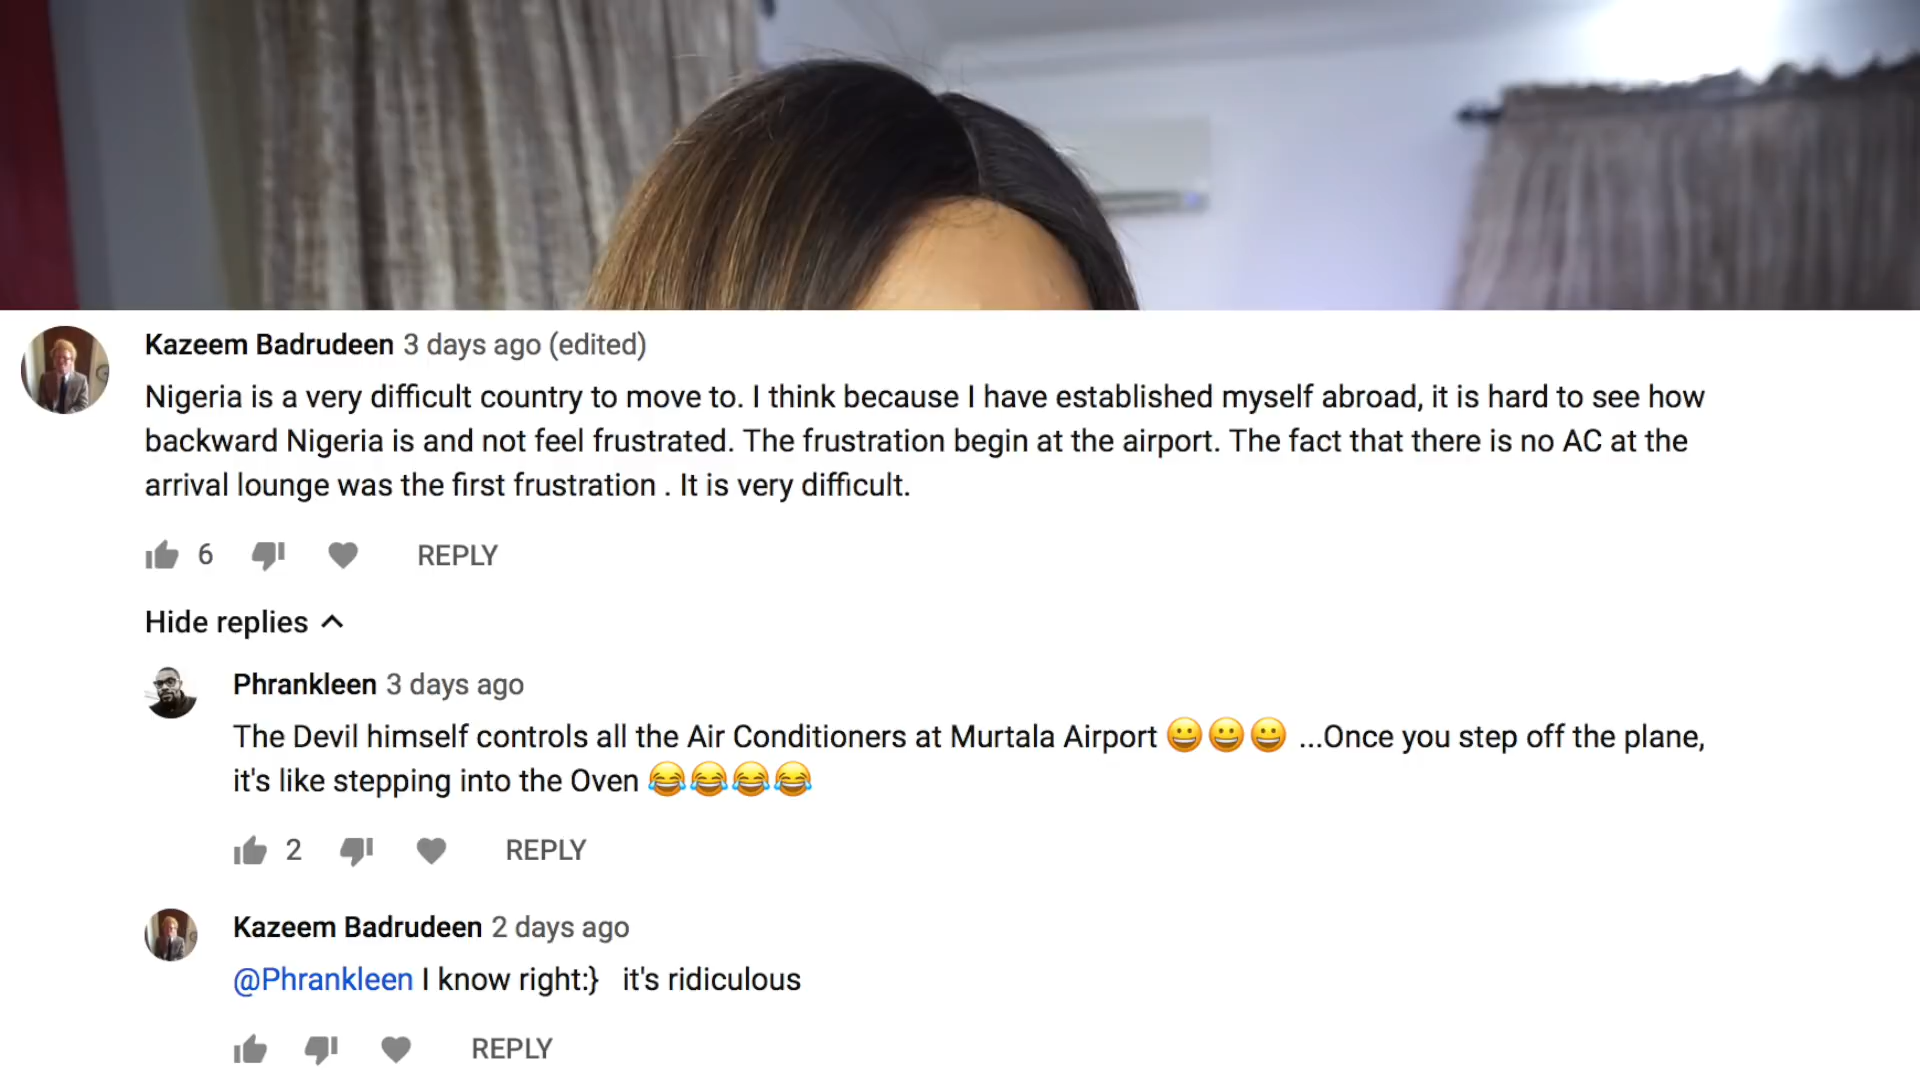 Kazeem Badrudeen 3 days ago (edited)
Nigeria is a very difficult country to move to. I think because I have established myself abroad, it is hard to see how
backward Nigeria is and not feel frustrated. The frustration begin at the airport. The fact that there is no AC at the
arrival lounge was the first frustration . It is very difficult.
6 REPLY
Hide replies
Phrankleen 3 days ago
The Devil himself controls all the Air Conditioners at Murtala Airport 😀😀😀 ...Once you step off the plane,
it's like stepping into the Oven 😂😂😂😂
2 REPLY
Kazeem Badrudeen 2 days ago
@Phrankleen I know right:} it's ridiculous
REPLY